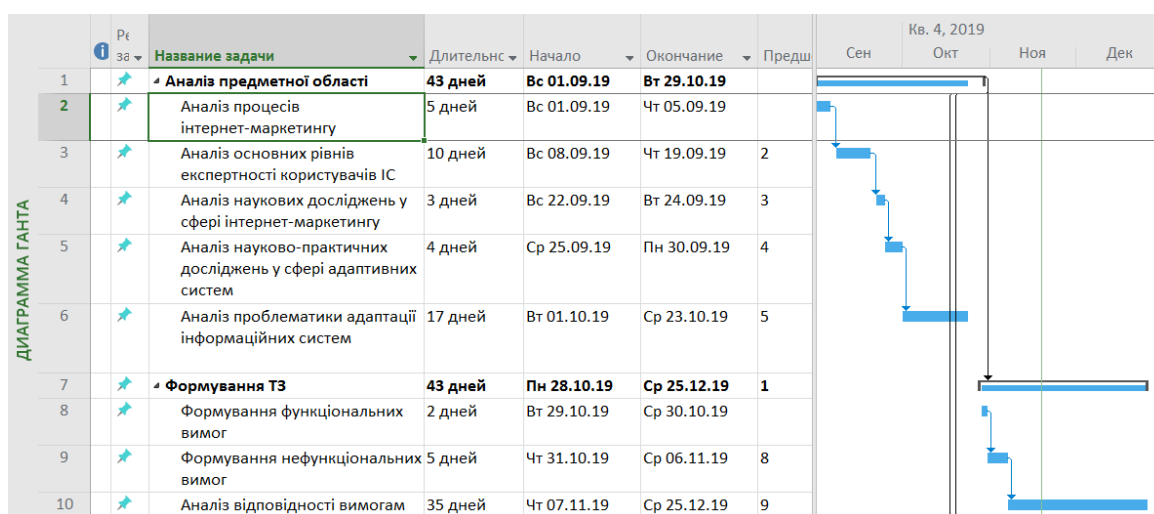 Кв. 4, 2019
Ре
за Название задачи Длительнс Начало Окончание Предш Сен Окт Ноя Дек
1 Аналіз предметної області 43 дней Вс 01.09.19 Вт 29.10.19
2 Аналіз процесів 5 дней Вс 01.09.19 Чт 05.09.19
інтернет-маркетингу
3 Аналіз основних рівнів 10 дней Вс 08.09.19 Чт 19.09.19 2
експертності користувачів ІС
4 Аналіз наукових досліджень у 3 дней Вс 22.09.19 Вт 24.09.19 3
сфері інтернет-маркетингу
5 Аналіз науково-практичних 4 дней Ср 25.09.19 Пн 30.09.19 4
досліджень у сфері адаптивних
систем
6 Аналіз проблематики адаптації 17 дней Вт 01.10.19 Ср 23.10.19 5
інформаційних систем
7 Формування ТЗ 43 дней Пн 28.10.19 Ср 25.12.19 1
8 Формування функціональних 2 дней Вт 29.10.19 Ср 30.10.19
вимог
9 Формування нефункціональних 5 дней Чт 31.10.19 Ср 06.11.19 8
вимог
10 Аналіз відповідності вимогам 35 дней Чт 07.11.19 Ср 25.12.19 9
ДИАГРАММА ГАНТА